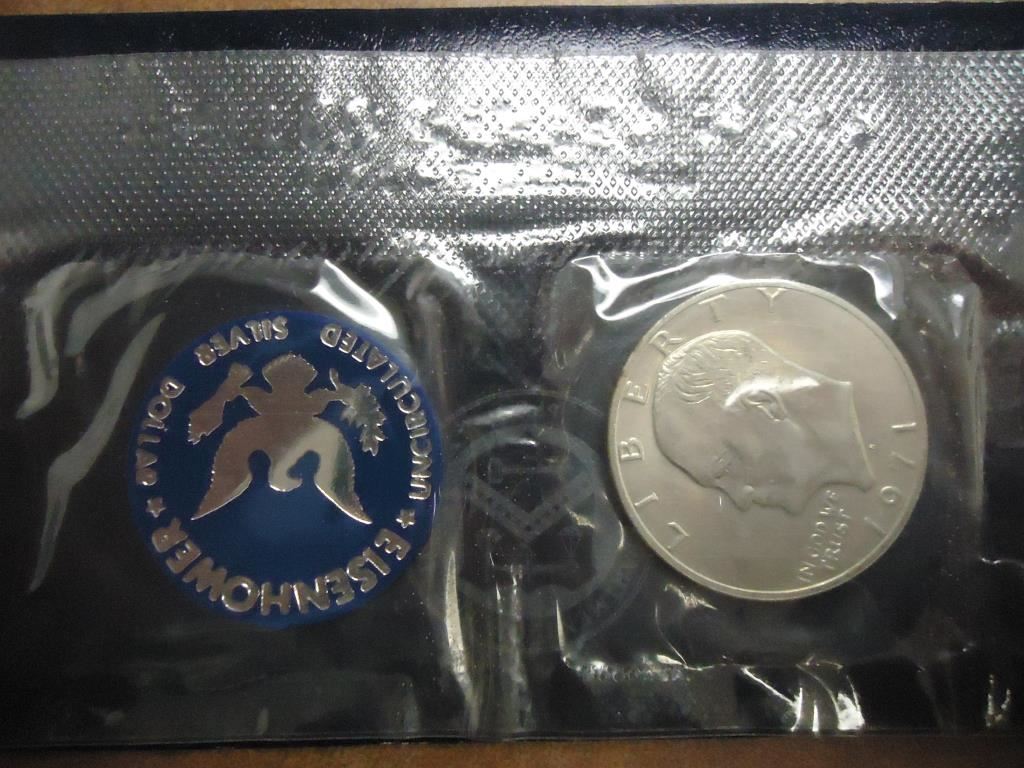 EISENHOWER
UNCIRCULATED SILVER DOLLAR
LIBERTY
IN GOD WE
TRUST
1971